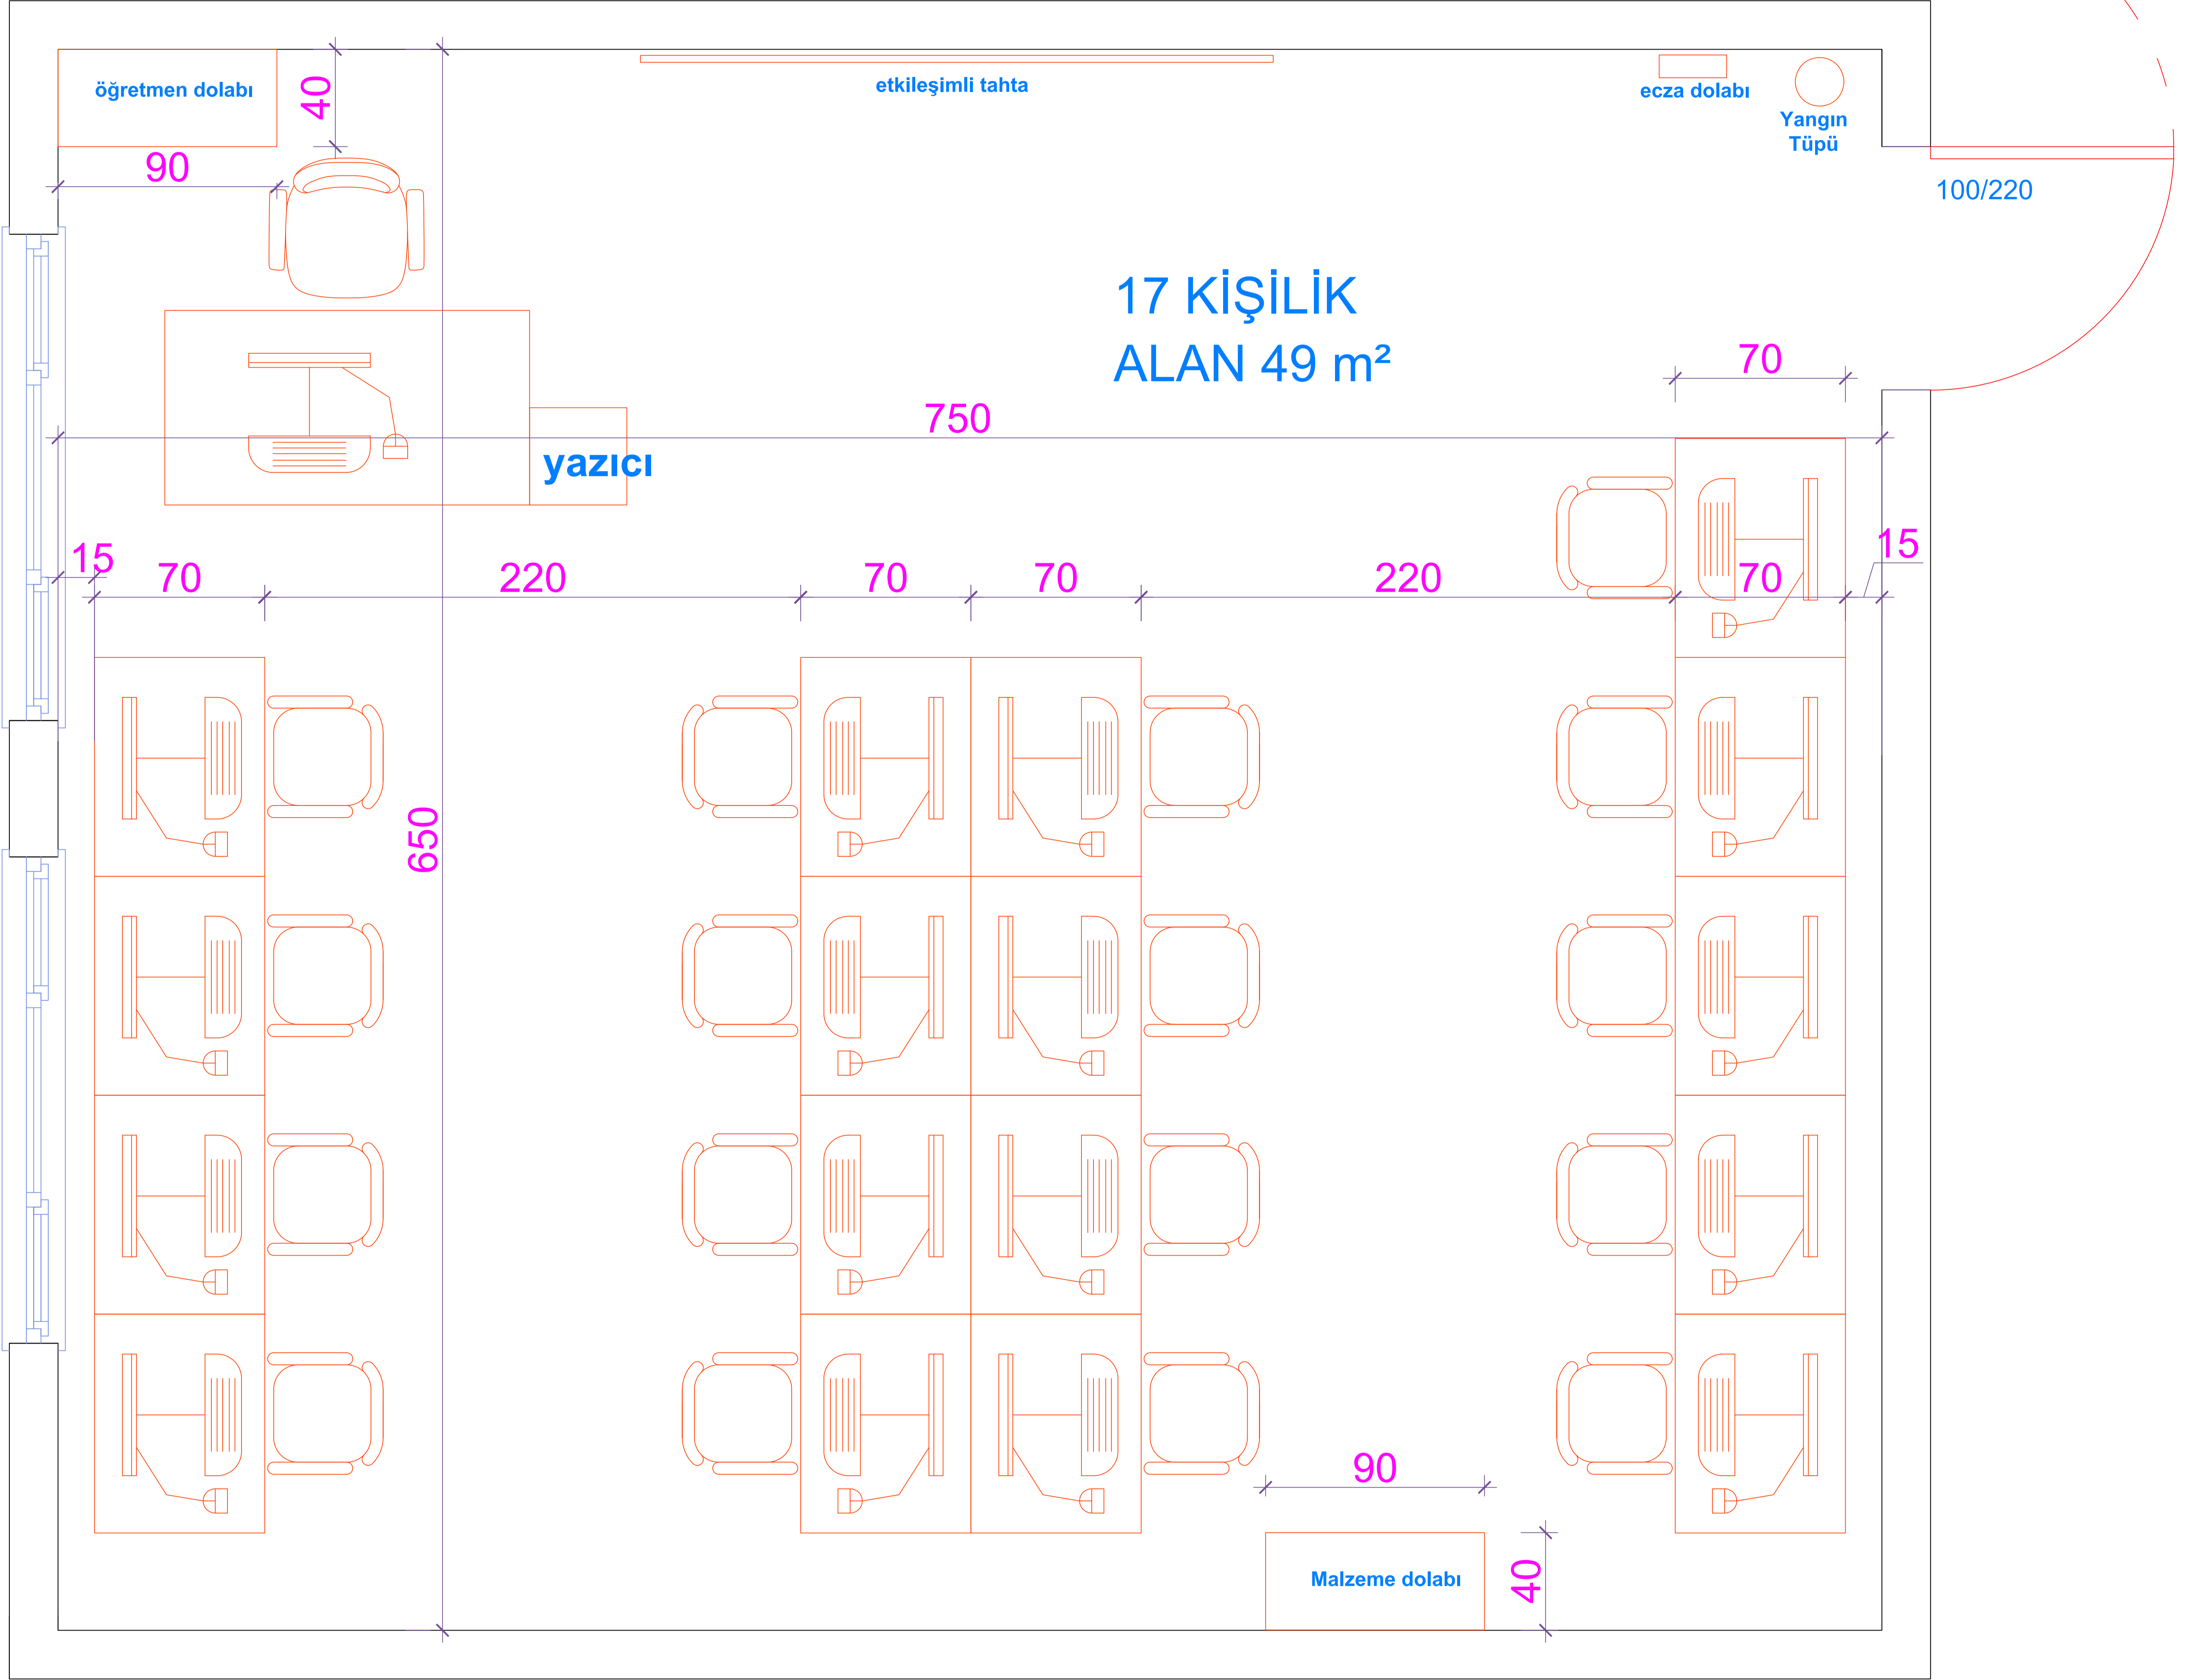 öğretmen dolabı
40
etkileşimli tahta
ecza dolabı
Yangın
Tüpü
90
100/220
17 KİŞİLİK
ALAN 49 m²
70
750
yazıcı
15
70
220
70
70
220
70
15
650
90
Malzeme dolabı
40